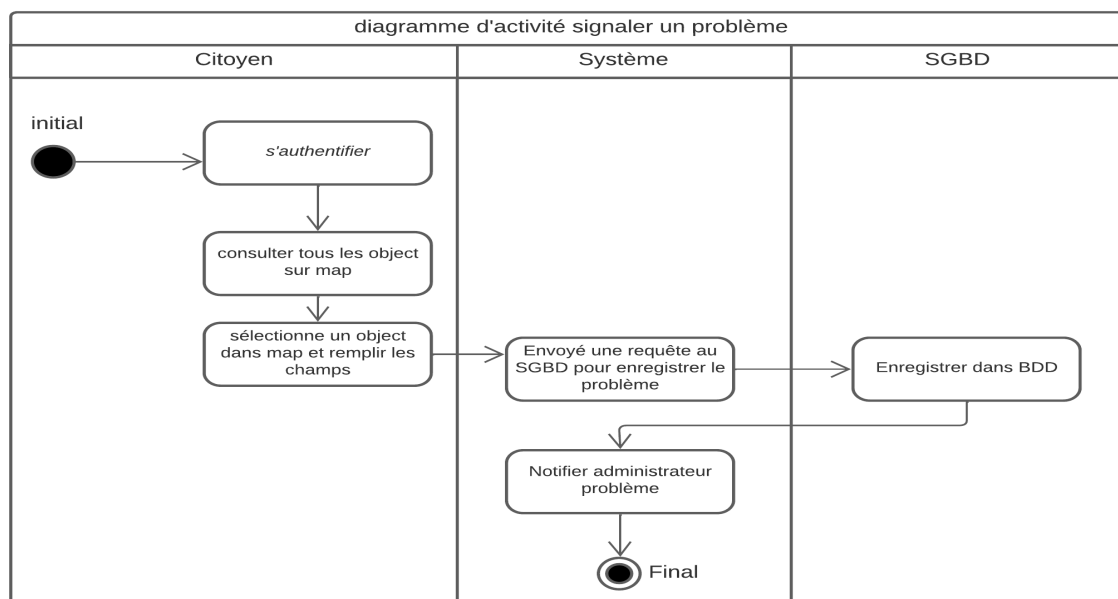 diagramme d'activité signaler un problème
Citoyen
Système
SGBD
initial
s'authentifier
consulter tous les object
sur map
sélectionne un object
dans map et remplir les
champs
Envoyé une requête au
SGBD pour enregistrer le
problème
Enregistrer dans BDD
Notifier administrateur
problème
Final